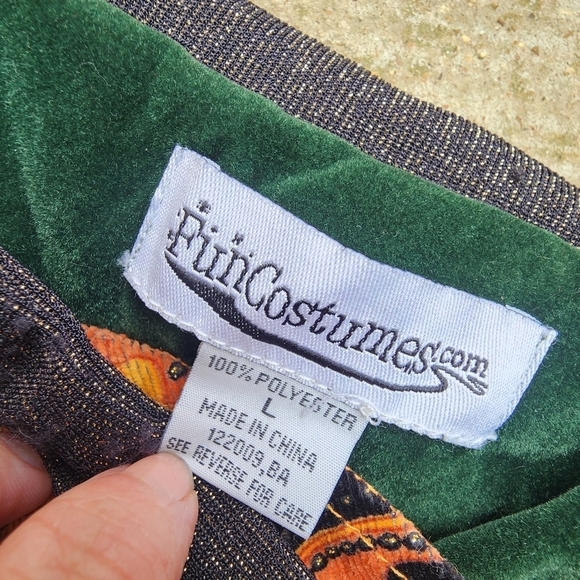 FunCostumes.com
100% POLYESTER
L
MADE IN CHINA
122009,BA
SEE REVERSE FOR CARE